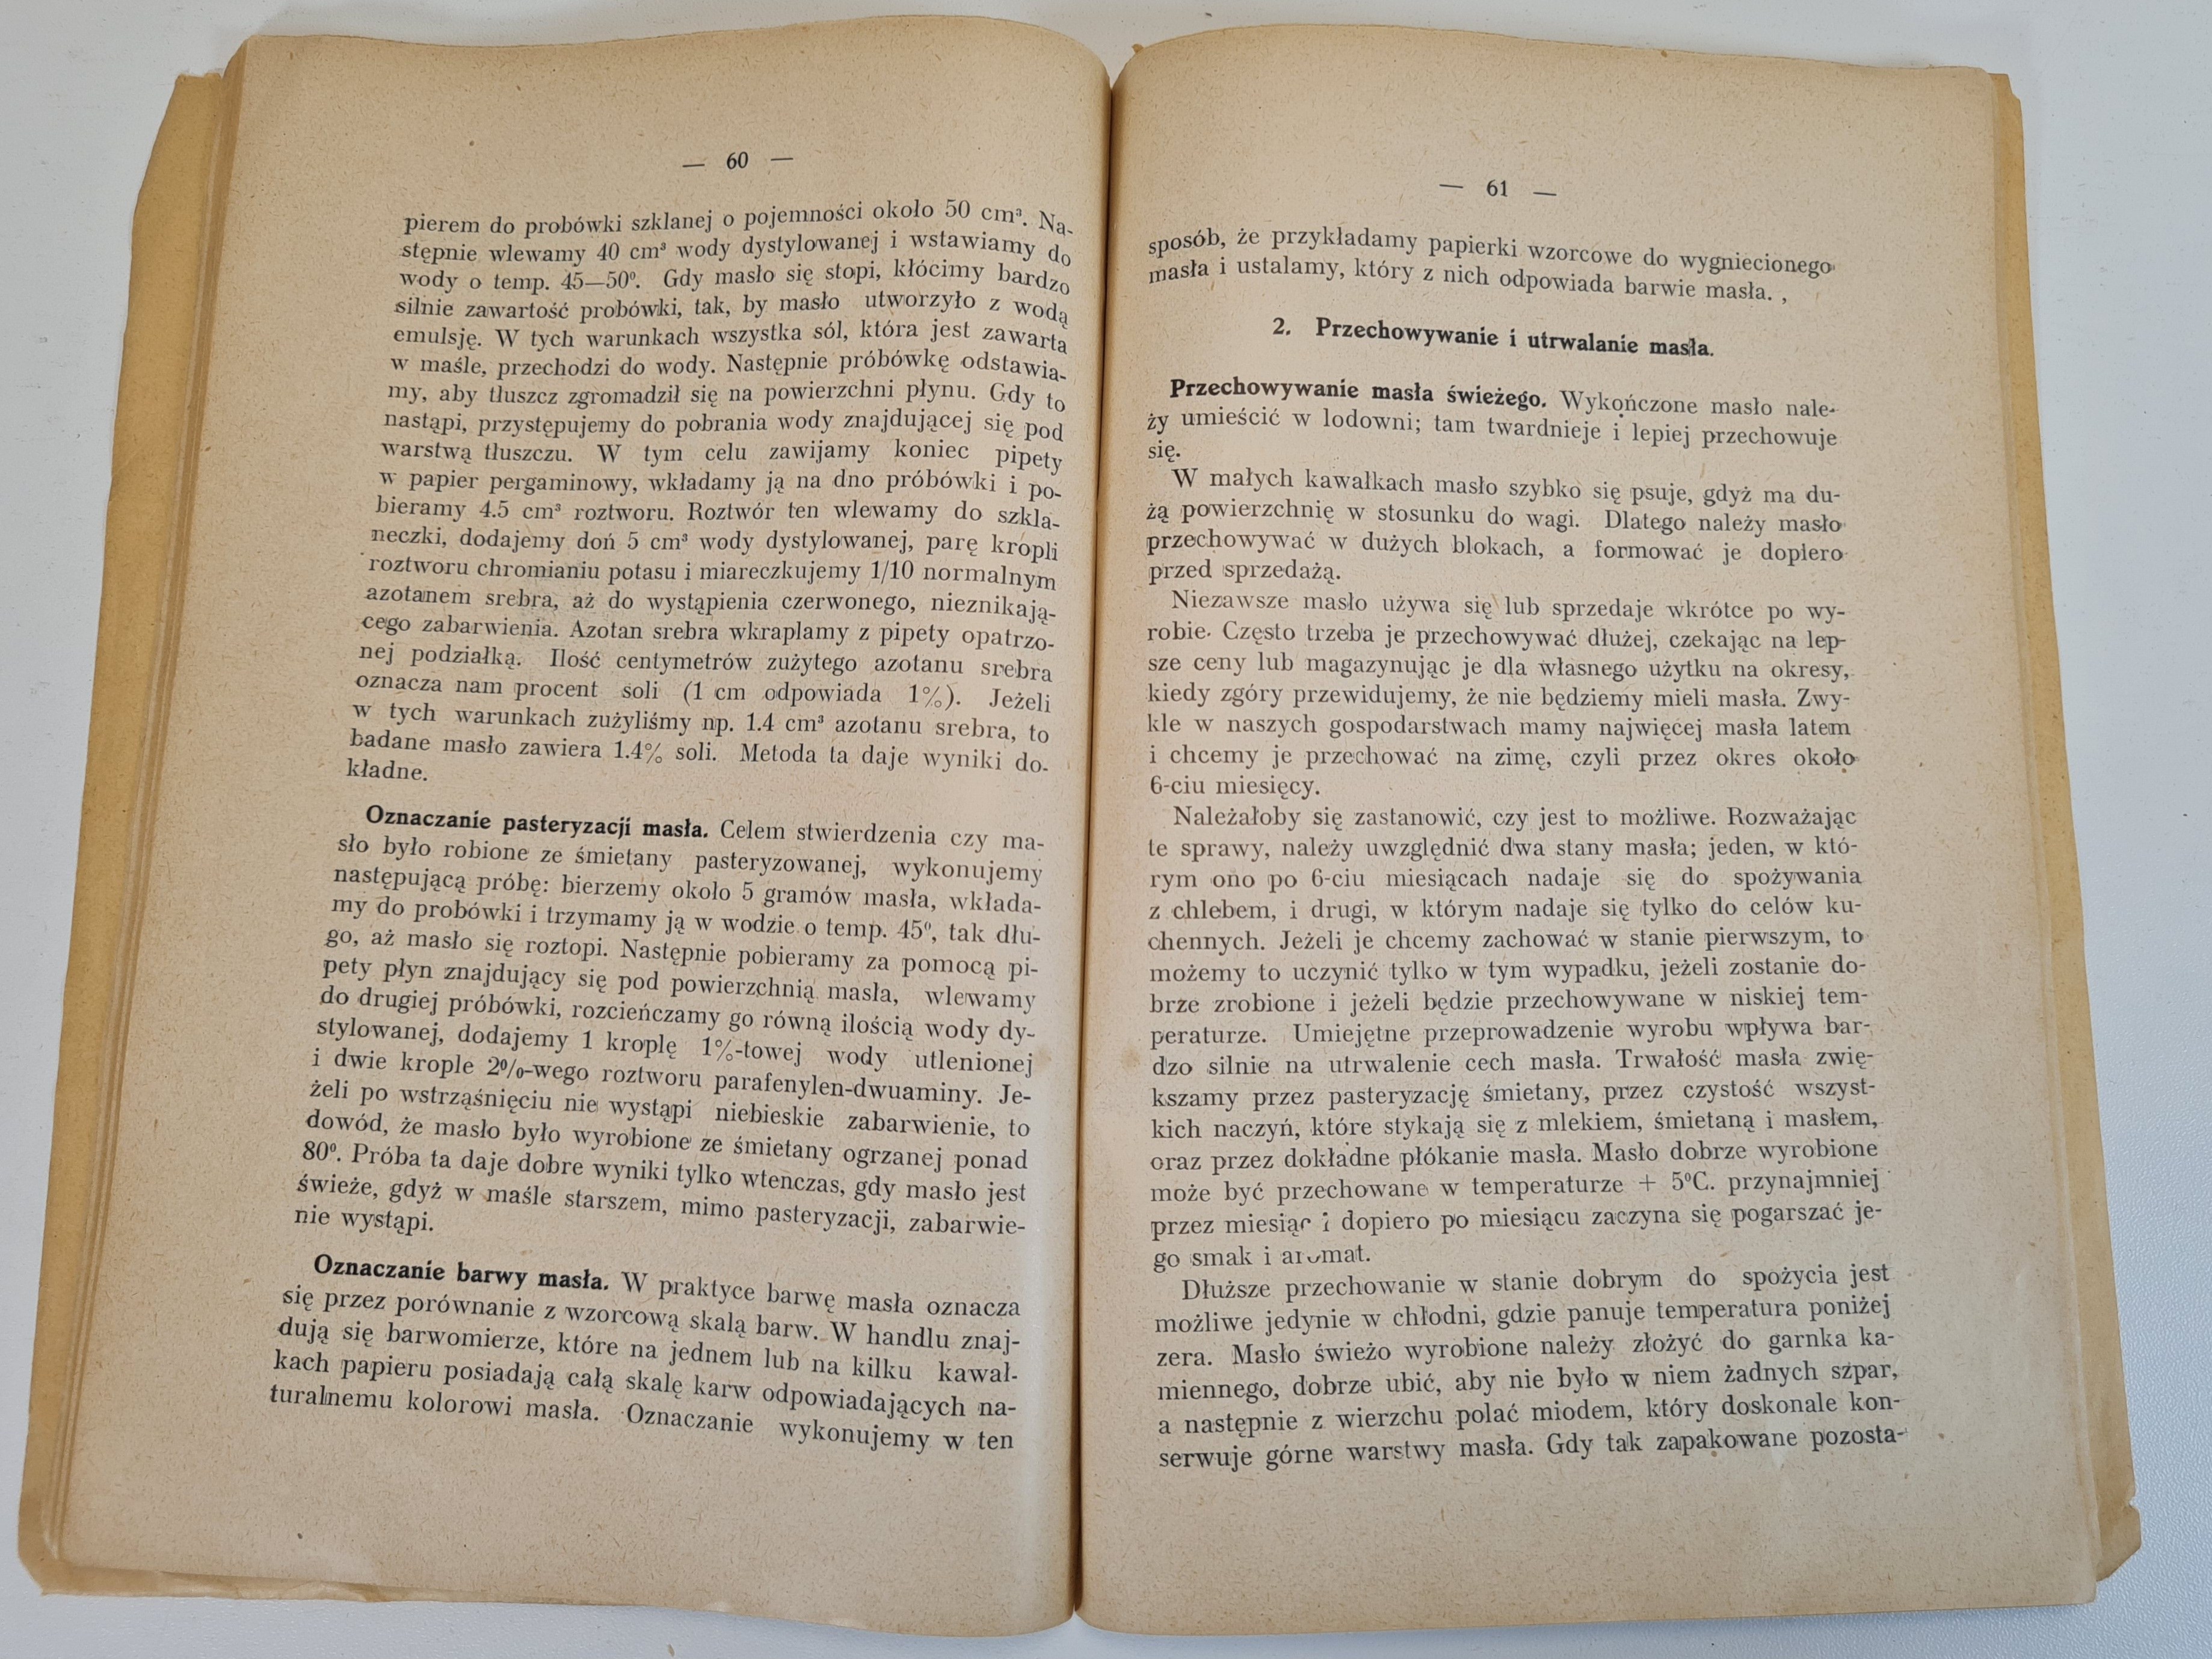 — 60 —
pierem do probówki szklanej o pojemności około 50 cm³. Na-
stępnie wlewamy 40 cm³ wody dystylowanej i wstawiamy do
wody o temp. 45—50⁰. Gdy masło się stopi, kłócimy bardzo
silnie zawartość probówki, tak, by masło utworzyło z wodą
emulsję. W tych warunkach wszystka sól, która jest zawarta
w maśle, przechodzi do wody. Następnie próbówkę odstawia-
my, aby tłuszcz zgromadził się na powierzchni płynu. Gdy to
nastąpi, przystępujemy do pobrania wody znajdującej się pod
warstwą tłuszczu. W tym celu zawijamy koniec pipety
w papier pergaminowy, wkładamy ją na dno próbówki i po-
bieramy 4.5 cm³ roztworu. Roztwór ten wlewamy do szkla-
neczki, dodajemy doń 5 cm³ wody dystylowanej, parę kropli
roztworu chromianiu potasu i miareczkujemy 1/10 normalnym
azotanem srebra, aż do wystąpienia czerwonego, nieznikają-
cego zabarwienia. Azotan srebra wkraplamy z pipety opatrzo-
nej podziałką. Ilość centymetrów zużytego azotanu srebra
oznacza nam procent soli (1 cm odpowiada 1%). Jeżeli
w tych warunkach zużyliśmy np. 1.4 cm³ azotanu srebra, to
badane masło zawiera 1.4% soli. Metoda ta daje wyniki do-
kładne.
Oznaczanie pasteryzacji masła. Celem stwierdzenia czy ma-
sło było robione ze śmietany pasteryzowanej, wykonujemy
następującą próbę: bierzemy około 5 gramów masła, wkłada-
my do probówki i trzymamy ją w wodzie o temp. 45⁰, tak dłu-
go, aż masło się roztopi. Następnie pobieramy za pomocą pi-
pety płyn znajdujący się pod powierzchnią masła, wlewamy
do drugiej próbówki, rozcieńczamy go równą ilością wody dy-
stylowanej, dodajemy 1 kroplę 1%-towej wody utlenionej
i dwie krople 2%-wego roztworu parafenylen-dwuaminy. Je-
żeli po wstrząśnięciu nie wystąpi niebieskie zabarwienie, to
dowód, że masło było wyrobione ze śmietany ogrzanej ponad
80⁰. Próba ta daje dobre wyniki tylko wtenczas, gdy masło jest
świeże, gdyż w maśle starszem, mimo pasteryzacji, zabarwie-
nie wystąpi.
Oznaczanie barwy masła. W praktyce barwę masła oznacza
się przez porównanie z wzorcową skalą barw. W handlu znaj-
dują się barwomierze, które na jednem lub na kilku kawał-
kach papieru posiadają całą skalę karw odpowiadających na-
turalnemu kolorowi masła. Oznaczanie wykonujemy w ten
— 61 —
sposób, że przykładamy papierki wzorcowe do wygniecionego
masła i ustalamy, który z nich odpowiada barwie masła.
2. Przechowywanie i utrwalanie masła.
Przechowywanie masła świeżego. Wykończone masło nale-
ży umieścić w lodowni; tam twardnieje i lepiej przechowuje
się.
W małych kawałkach masło szybko się psuje, gdyż ma du-
żą powierzchnię w stosunku do wagi. Dlatego należy masło
przechowywać w dużych blokach, a formować je dopiero
przed sprzedażą.
Niezawsze masło używa się lub sprzedaje wkrótce po wy-
robie. Często trzeba je przechowywać dłużej, czekając na lep-
sze ceny lub magazynując je dla własnego użytku na okresy,
kiedy zgóry przewidujemy, że nie będziemy mieli masła. Zwy-
kle w naszych gospodarstwach mamy najwięcej masła latem
i chcemy je przechować na zimę, czyli przez okres około
6-ciu miesięcy.
Należałoby się zastanowić, czy jest to możliwe. Rozważając
te sprawy, należy uwzględnić dwa stany masła; jeden, w któ-
rym ono po 6-ciu miesiącach nadaje się do spożywania
z chlebem, i drugi, w którym nadaje się tylko do celów ku-
chennych. Jeżeli je chcemy zachować w stanie pierwszym, to
możemy to uczynić tylko w tym wypadku, jeżeli zostanie do-
brze zrobione i jeżeli będzie przechowywane w niskiej tem-
peraturze. Umiejętne przeprowadzenie wyrobu wpływa bar-
dzo silnie na utrwalenie cech masła. Trwałość masła zwię-
kszamy przez pasteryzację śmietany, przez czystość wszyst-
kich naczyń, które stykają się z mlekiem, śmietaną i masłem,
oraz przez dokładne płókanie masła. Masło dobrze wyrobione
może być przechowane w temperaturze + 5⁰C. przynajmniej
przez miesiąc i dopiero po miesiącu zaczyna się pogarszać je-
go smak i aromat.
Dłuższe przechowanie w stanie dobrym do spożycia jest
możliwe jedynie w chłodni, gdzie panuje temperatura poniżej
zera. Masło świeżo wyrobione należy złożyć do garnka ka-
miennego, dobrze ubić, aby nie było w niem żadnych szpar,
a następnie z wierzchu polać miodem, który doskonale kon-
serwuje górne warstwy masła. Gdy tak zapakowane pozosta-